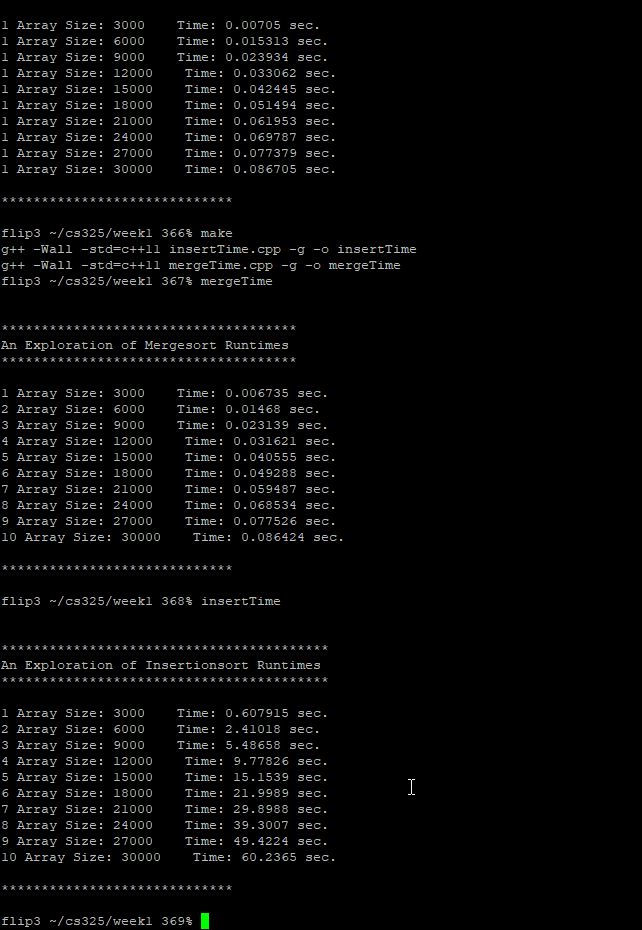 1 Array Size: 3000    Time: 0.00705 sec.
1 Array Size: 6000    Time: 0.015313 sec.
1 Array Size: 9000    Time: 0.023934 sec.
1 Array Size: 12000    Time: 0.033062 sec.
1 Array Size: 15000    Time: 0.042445 sec.
1 Array Size: 18000    Time: 0.051494 sec.
1 Array Size: 21000    Time: 0.061953 sec.
1 Array Size: 24000    Time: 0.069787 sec.
1 Array Size: 27000    Time: 0.077379 sec.
1 Array Size: 30000    Time: 0.086705 sec.
*****************************
flip3 ~/cs325/week1 366% make
g++ -Wall -std=c++11 insertTime.cpp -g -o insertTime
g++ -Wall -std=c++11 mergeTime.cpp -g -o mergeTime
flip3 ~/cs325/week1 367% mergeTime
*************************************
An Exploration of Mergesort Runtimes
*************************************
1 Array Size: 3000    Time: 0.006735 sec.
2 Array Size: 6000    Time: 0.01468 sec.
3 Array Size: 9000    Time: 0.023139 sec.
4 Array Size: 12000    Time: 0.031621 sec.
5 Array Size: 15000    Time: 0.040555 sec.
6 Array Size: 18000    Time: 0.049288 sec.
7 Array Size: 21000    Time: 0.059487 sec.
8 Array Size: 24000    Time: 0.068534 sec.
9 Array Size: 27000    Time: 0.077526 sec.
10 Array Size: 30000    Time: 0.086424 sec.
*****************************
flip3 ~/cs325/week1 368% insertTime
*****************************************
An Exploration of Insertionsort Runtimes
*****************************************
1 Array Size: 3000    Time: 0.607915 sec.
2 Array Size: 6000    Time: 2.41018 sec.
3 Array Size: 9000    Time: 5.48658 sec.
4 Array Size: 12000    Time: 9.77826 sec.
5 Array Size: 15000    Time: 15.1539 sec.
6 Array Size: 18000    Time: 21.9989 sec.
7 Array Size: 21000    Time: 29.8988 sec.
8 Array Size: 24000    Time: 39.3007 sec.
9 Array Size: 27000    Time: 49.4224 sec.
10 Array Size: 30000    Time: 60.2365 sec.
*****************************
flip3 ~/cs325/week1 369%